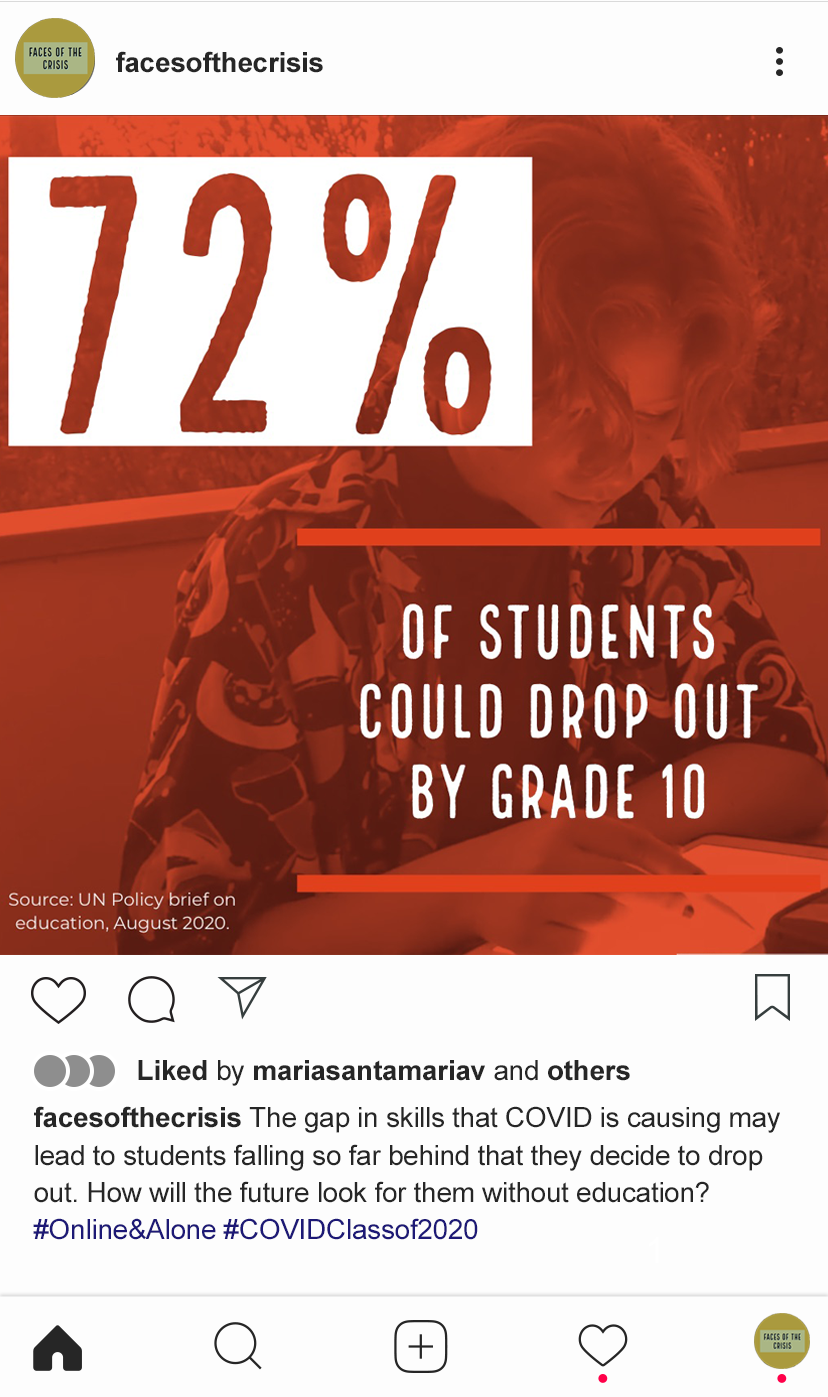 FACES OF THE
CRISIS
facesofthecrisis
72%
OF STUDENTS
COULD DROP OUT
BY GRADE 10
Source: UN Policy brief on
education, August 2020.
Liked by mariasantamariav and others
facesofthecrisis The gap in skills that COVID is causing may
lead to students falling so far behind that they decide to drop
out. How will the future look for them without education?
#Online&Alone #COVIDClassof2020
FACES OF THE
CRISIS